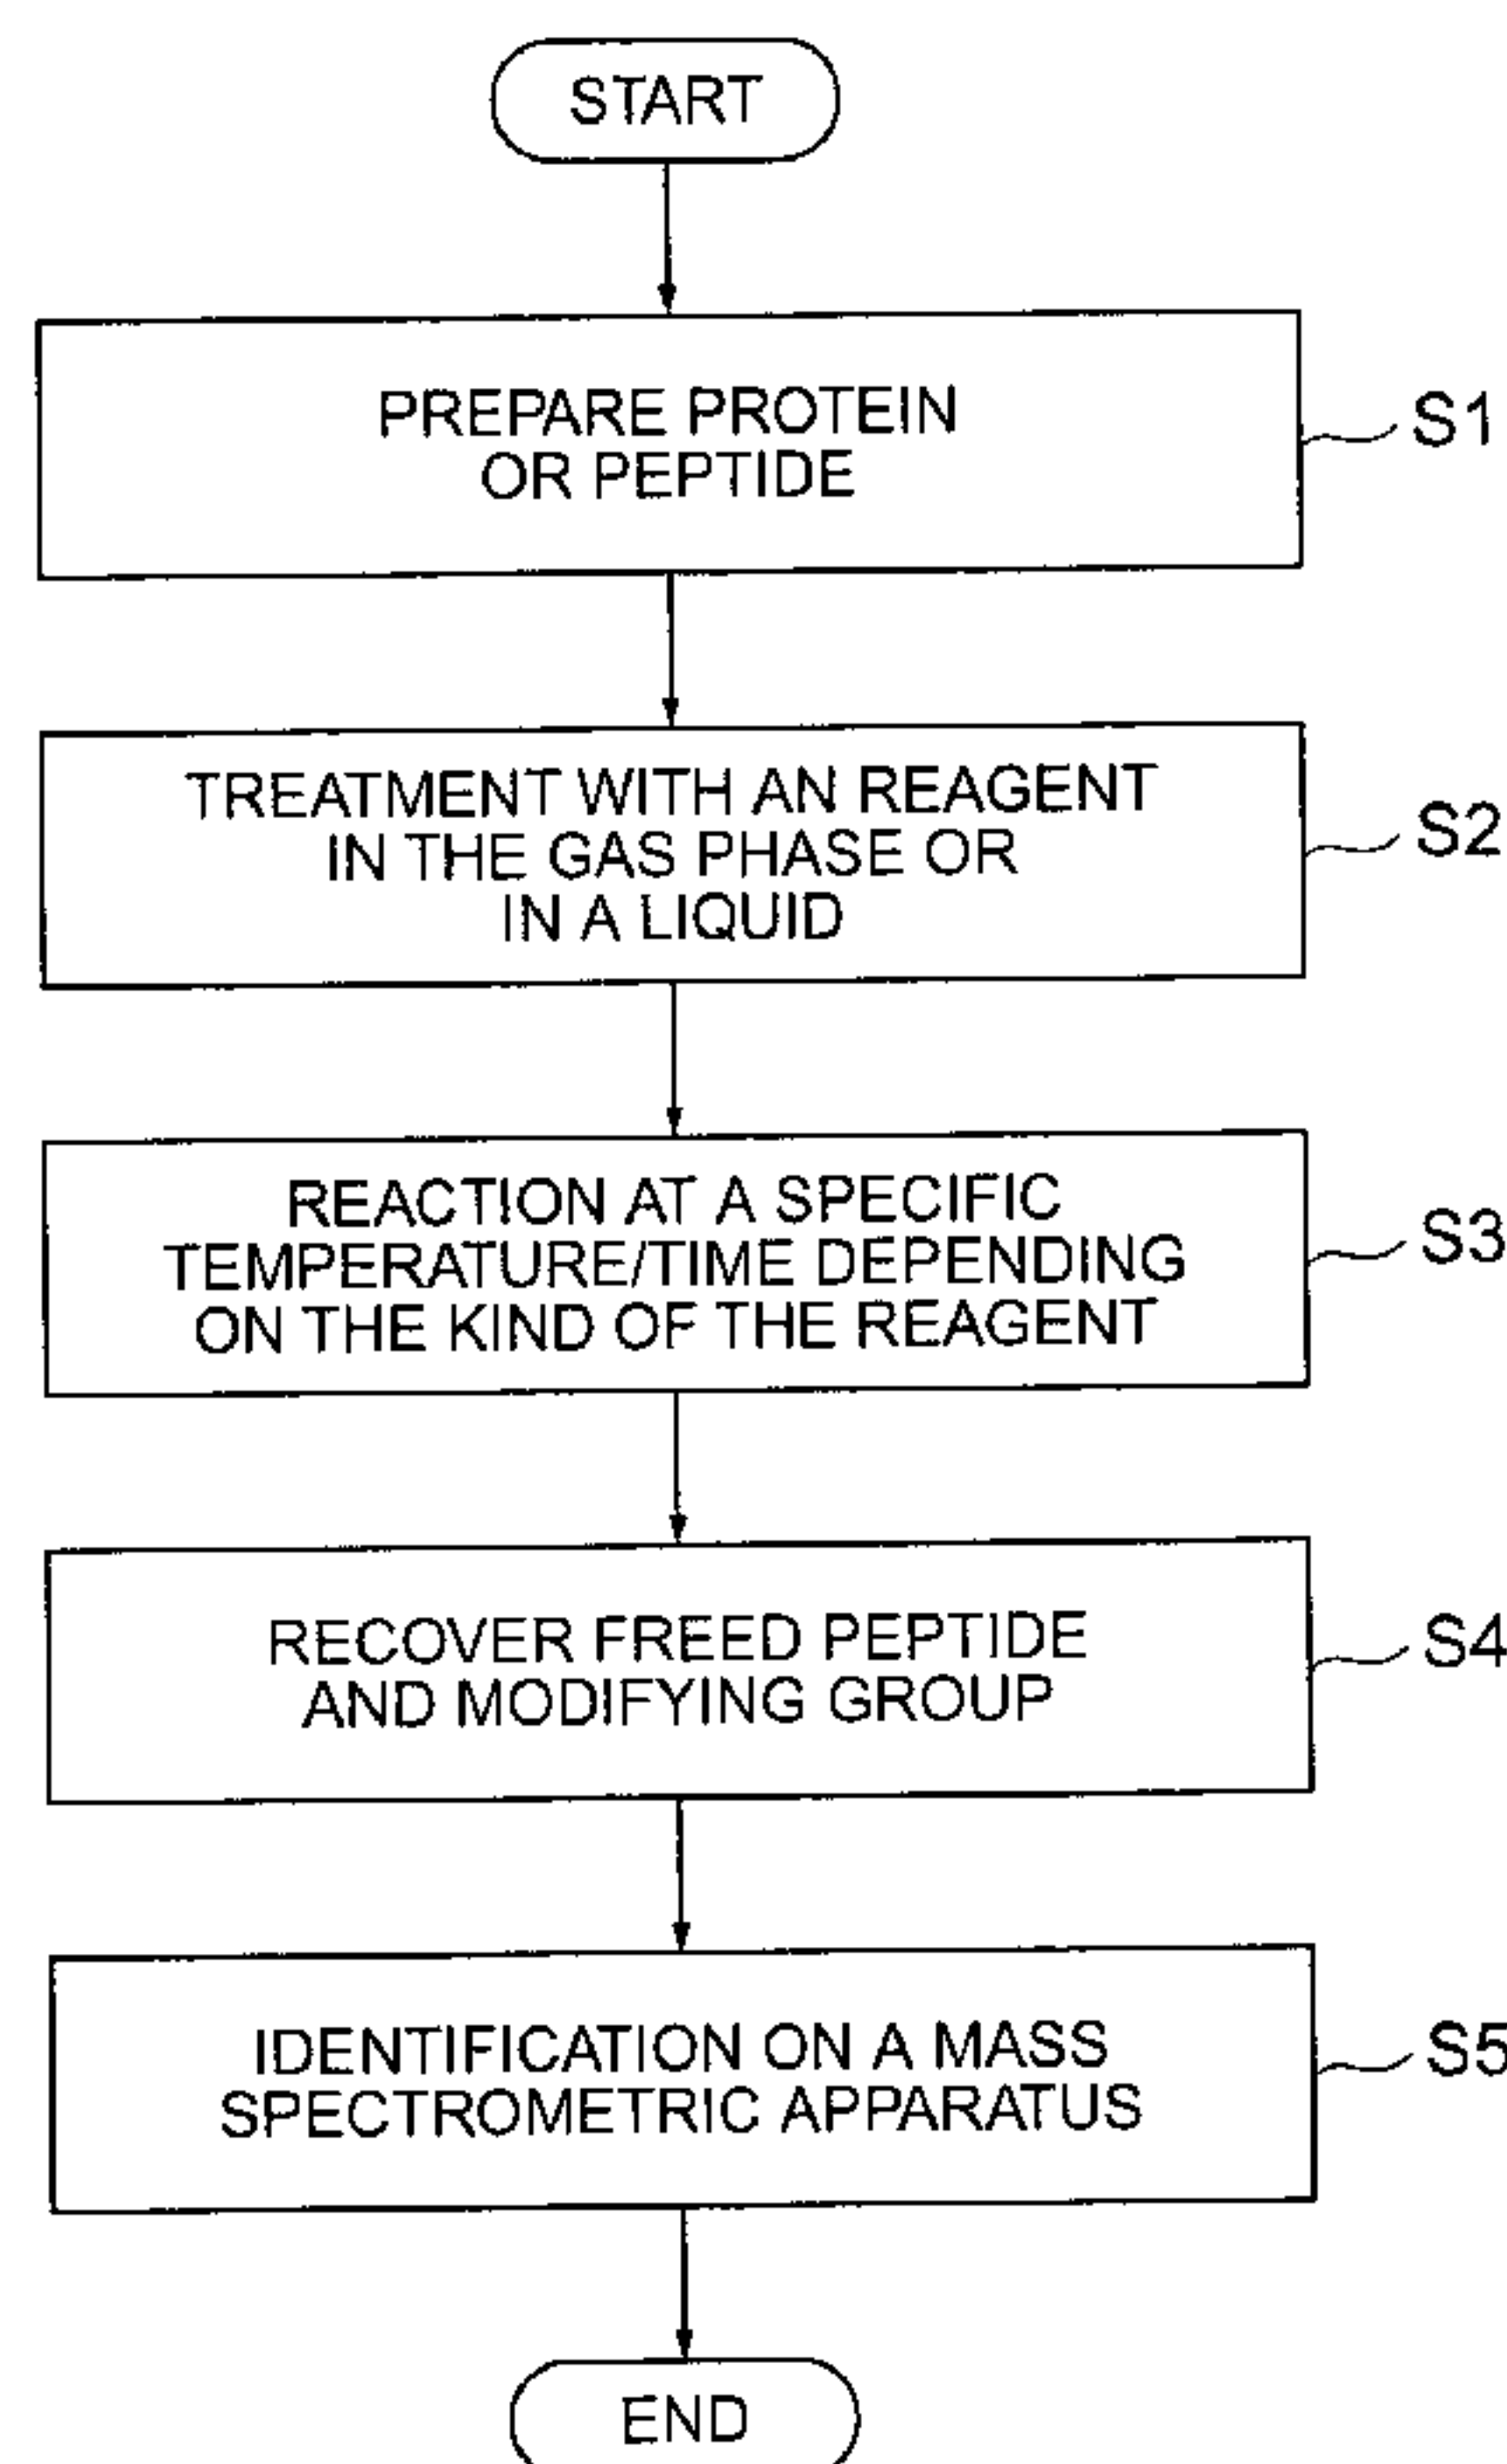 START
PREPARE PROTEIN
OR PEPTIDE
S1
TREATMENT WITH AN REAGENT
IN THE GAS PHASE OR
IN A LIQUID
S2
REACTION AT A SPECIFIC
TEMPERATURE/TIME DEPENDING
ON THE KIND OF THE REAGENT
S3
RECOVER FREED PEPTIDE
AND MODIFYING GROUP
S4
IDENTIFICATION ON A MASS
SPECTROMETRIC APPARATUS
S5
END